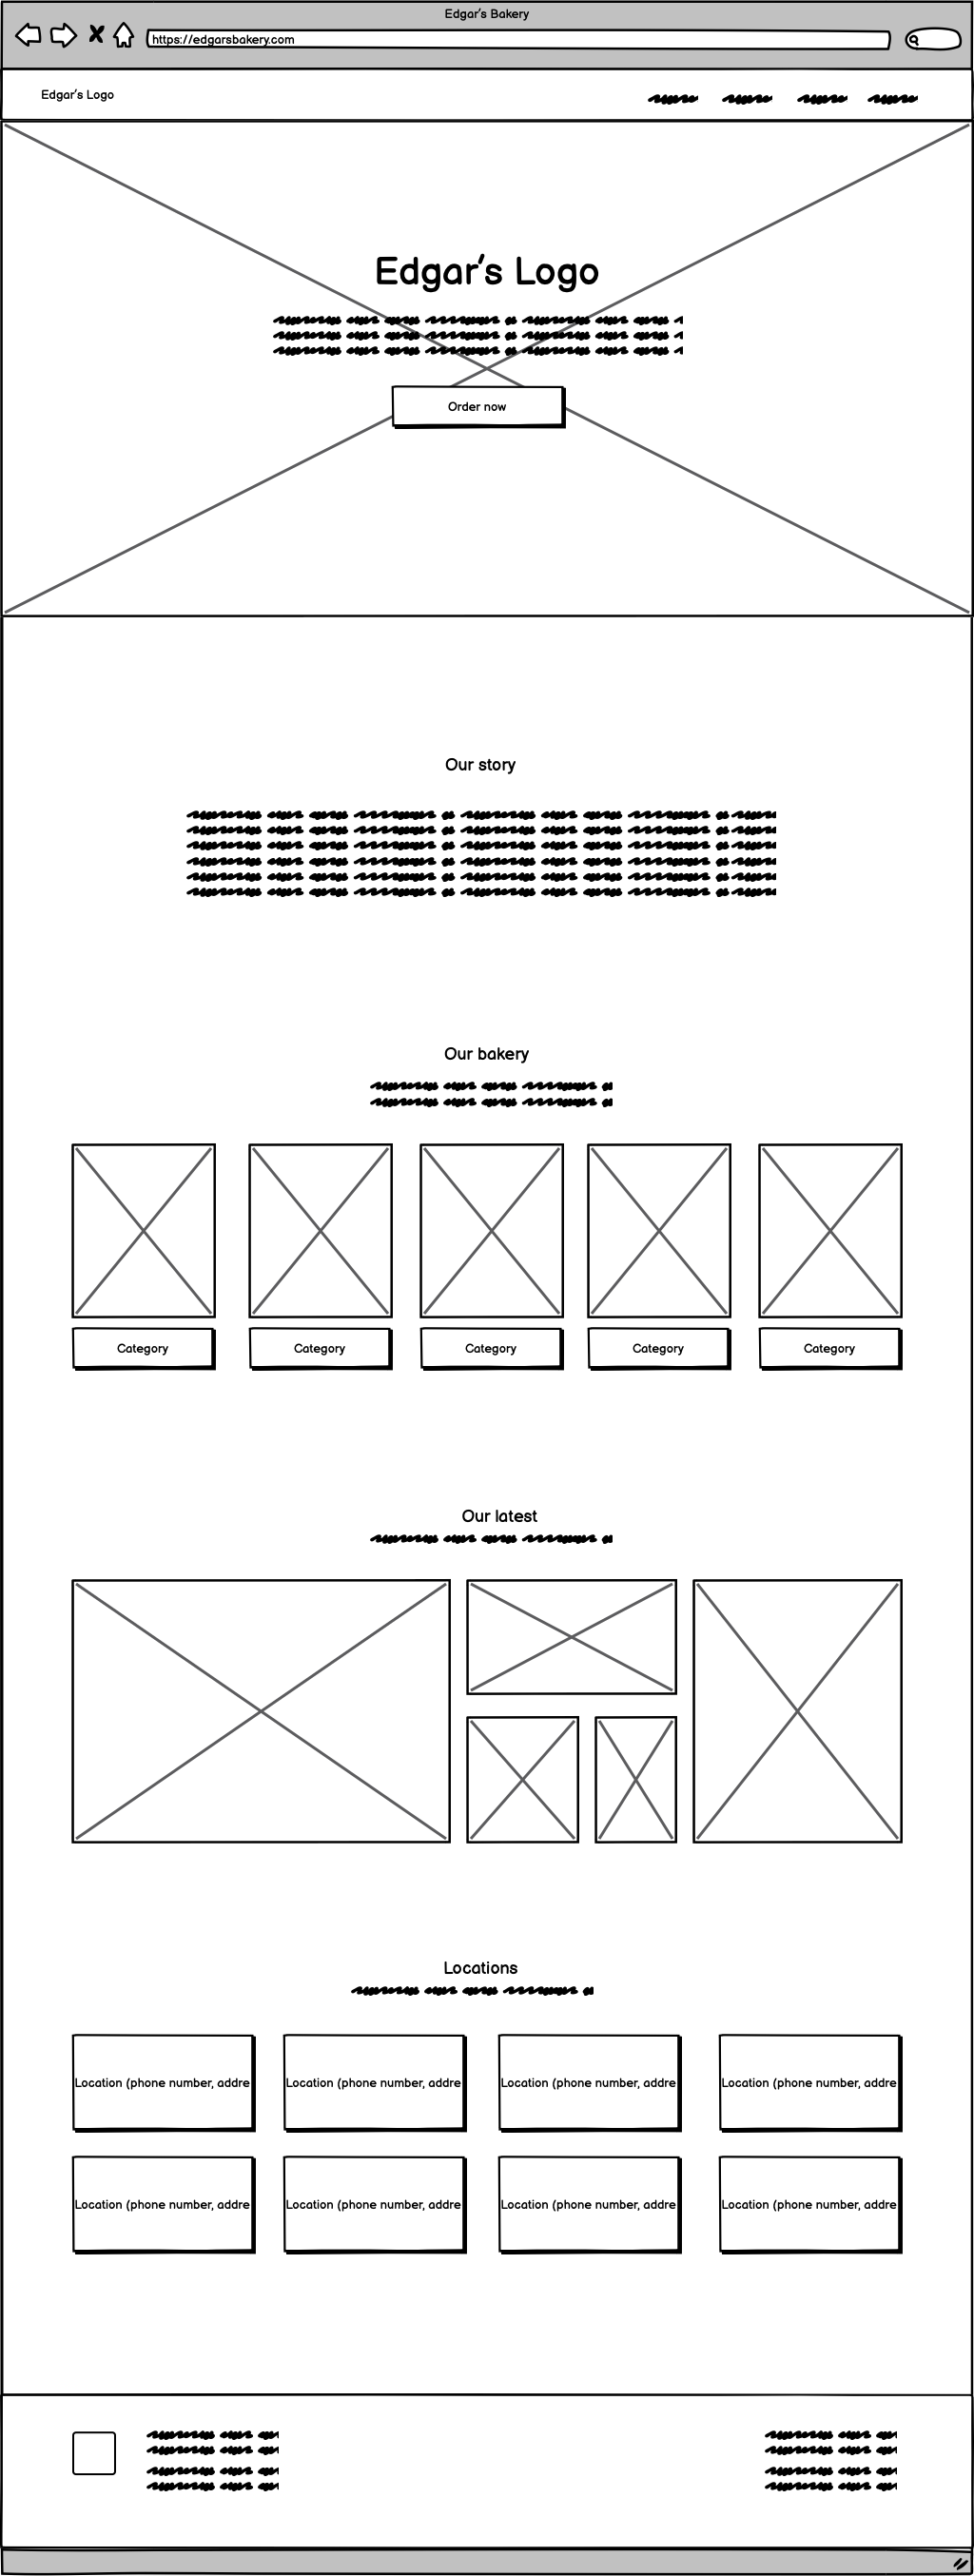 Edgar's Bakery
https://edgarsbakery.com
Edgar's Logo
Edgar's Logo
Order now
Our story
Our bakery
Category Category Category Category Category
Our latest
Locations
Location (phone number, addre Location (phone number, addre Location (phone number, addre Location (phone number, addre
Location (phone number, addre Location (phone number, addre Location (phone number, addre Location (phone number, addre